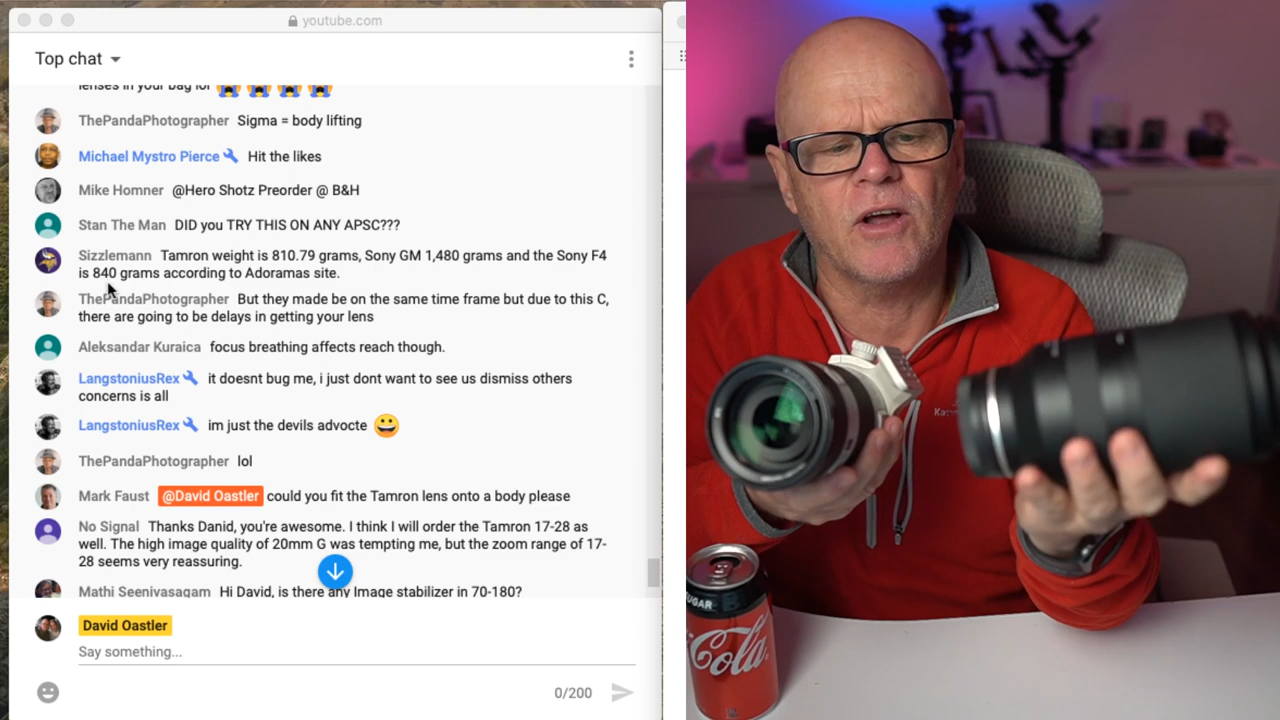 youtube.com
Top chat
lenses in your bag lol
ThePandaPhotographer Sigma = body lifting
Michael Mystro Pierce Hit the likes
Mike Homner @Hero Shotz Preorder @ B&H
Stan The Man DID you TRY THIS ON ANY APSC???
Sizzlemann Tamron weight is 810.79 grams, Sony GM 1,480 grams and the Sony F4
is 840 grams according to Adoramas site.
ThePandaPhotographer But they made be on the same time frame but due to this C,
there are going to be delays in getting your lens
Aleksandar Kuraica focus breathing affects reach though.
LangstoniusRex it doesnt bug me, i just dont want to see us dismiss others
concerns is all
LangstoniusRex im just the devils advocte
ThePandaPhotographer lol
Mark Faust @David Oastler could you fit the Tamron lens onto a body please
No Signal Thanks Danid, you're awesome. I think I will order the Tamron 17-28 as
well. The high image quality of 20mm G was tempting me, but the zoom range of 17-
28 seems very reassuring.
Mathi Seenivasagam Hi David, is there any Image stabilizer in 70-180?
David Oastler
Say something...
0/200
UGAR
Cola